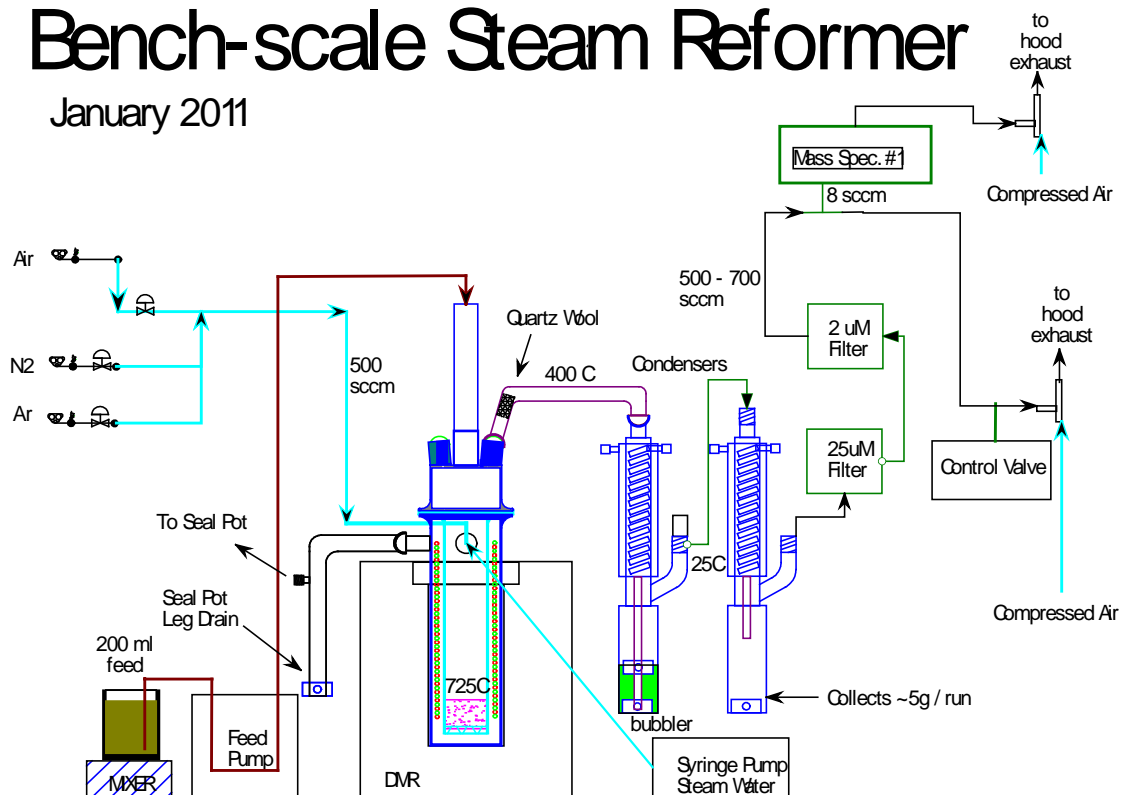 Bench-scale Steam Reformer
January 2011
to
hood
exhaust
Mass Spec. #1
8 sccm
Compressed Air
Air
N2
Ar
500
sccm
Quartz Wool
400 C
Condensers
500 - 700
sccm
2 uM
Filter
25uM
Filter
to
hood
exhaust
Control Valve
Compressed Air
To Seal Pot
Seal Pot
Leg Drain
25C
200 ml
feed
725C
bubbler
Collects ~5g / run
MIXER
Feed
Pump
DMR
Syringe Pump
Steam Water